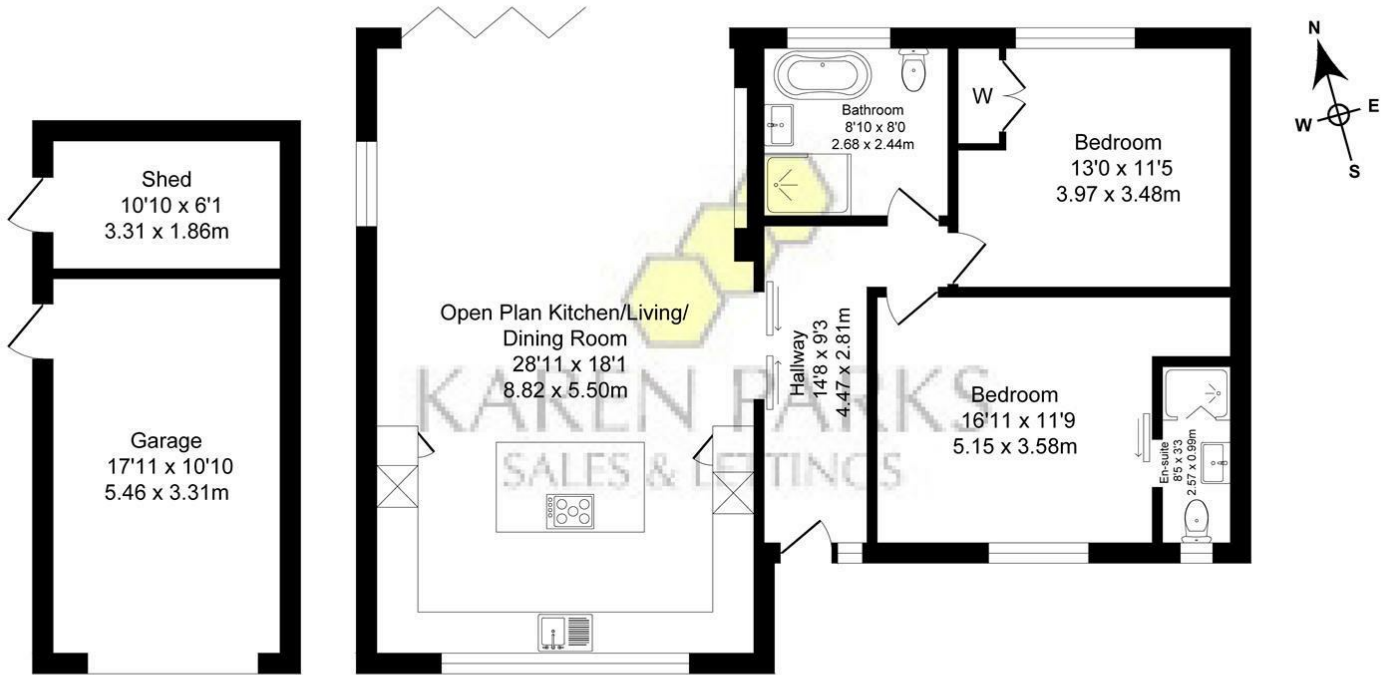 Shed
10'10 x 6'1
3.31 x 1.86m
Garage
17'11 x 10'10
5.46 x 3.31m
Open Plan Kitchen/Living/
Dining Room
28'11 x 18'1
8.82 x 5.50m
Bathroom
8'10 x 8'0
2.68 x 2.44m
W
Bedroom
13'0 x 11'5
3.97 x 3.48m
Hallway
14'8 x 9'3
4.47 x 2.81m
Bedroom
16'11 x 11'9
5.15 x 3.58m
En-suite
8'5 x 3'3
2.57 x 0.99m
N
E
W
S
KAREN PARKS
SALES & LETTINGS